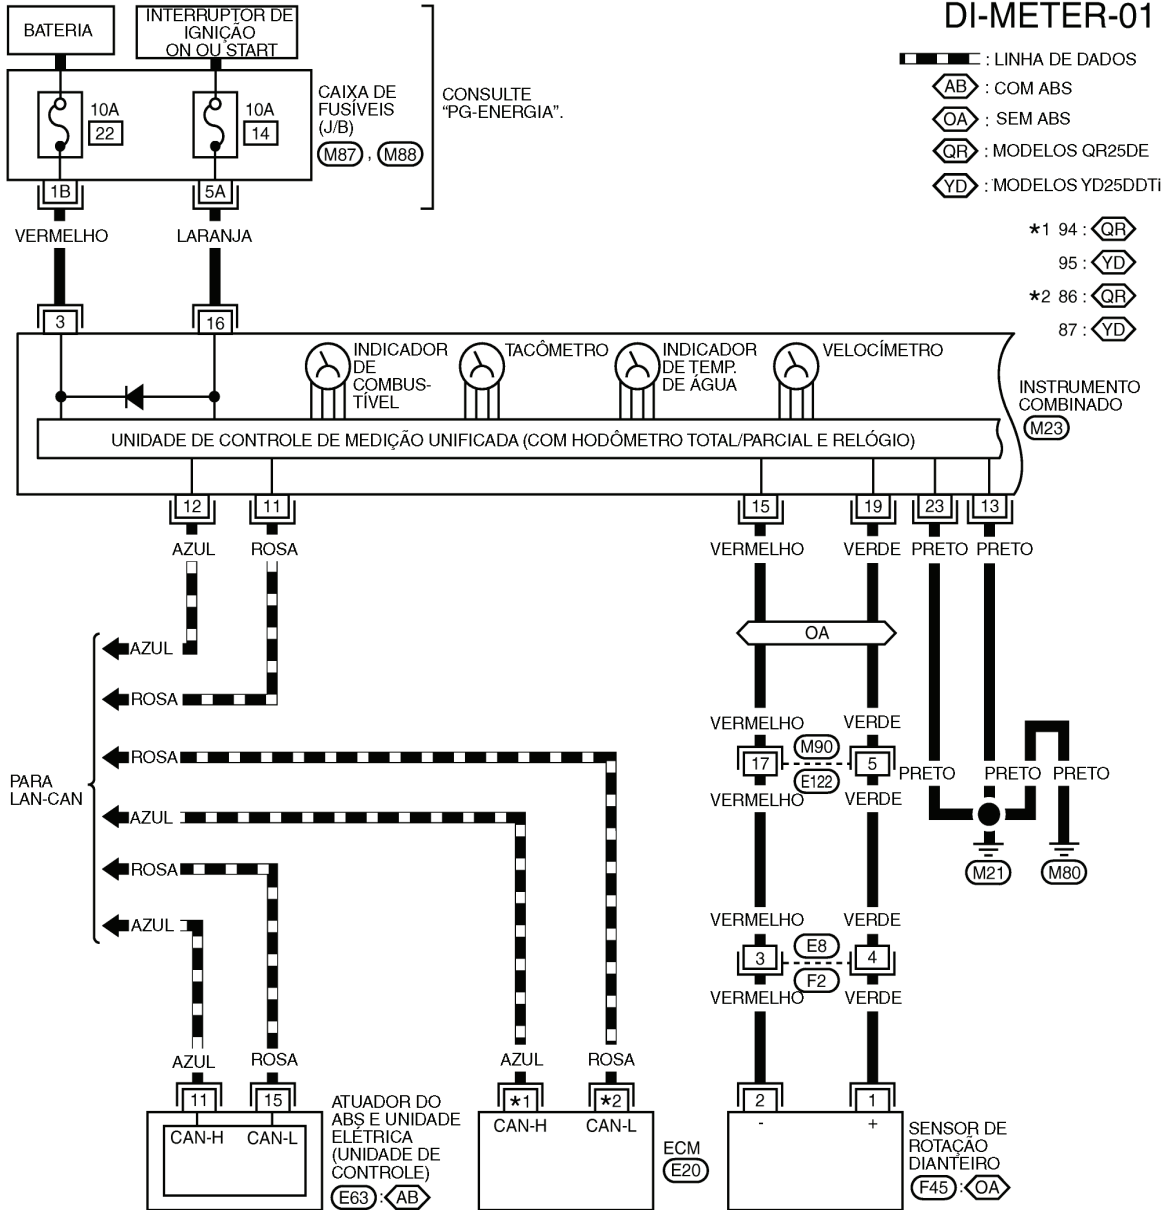 DI-METER-01
BATERIA
INTERRUPTOR DE
IGNIÇÃO
ON OU START
: LINHA DE DADOS
AB : COM ABS
OA : SEM ABS
QR : MODELOS QR25DE
YD : MODELOS YD25DDTi
10A
22
10A
14
CAIXA DE
FUSÍVEIS
(J/B)
M87 , M88
CONSULTE
“PG-ENERGIA”.
1B
5A
VERMELHO
LARANJA
*1 94 : QR
95 : YD
*2 86 : QR
87 : YD
3
16
INDICADOR
DE
COMBUS-
TÍVEL
TACÔMETRO
INDICADOR
DE TEMP.
DE ÁGUA
VELOCÍMETRO
INSTRUMENTO
COMBINADO
M23
UNIDADE DE CONTROLE DE MEDIÇÃO UNIFICADA (COM HODÔMETRO TOTAL/PARCIAL E RELÓGIO)
12
11
15
19
23
13
AZUL
ROSA
VERMELHO
VERDE
PRETO
PRETO
OA
AZUL
ROSA
VERMELHO
VERDE
ROSA
17
M90
E122
5
PARA
LAN-CAN
PRETO
PRETO
PRETO
VERMELHO
VERDE
AZUL
ROSA
M21
M80
AZUL
VERMELHO
VERDE
3
E8
F2
4
VERMELHO
VERDE
AZUL
ROSA
AZUL
ROSA
11
15
*1
*2
2
1
CAN-H
CAN-L
CAN-H
CAN-L
-
+
ATUADOR DO
ABS E UNIDADE
ELÉTRICA
(UNIDADE DE
CONTROLE)
E63 : AB
ECM
E20
SENSOR DE
ROTAÇÃO
DIANTEIRO
F45 : OA